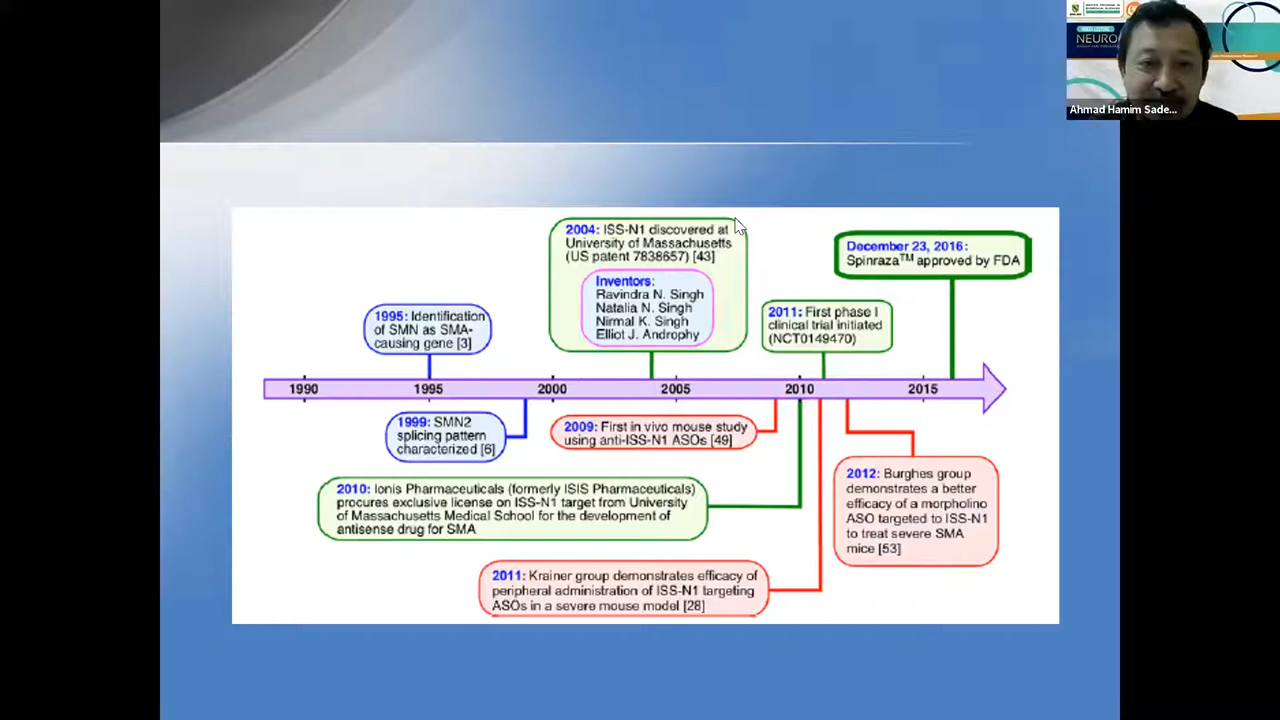 NEURO
Ahmad Hamim Sade...
2004: ISS-N1 discovered at
University of Massachusetts
(US patent 7838657) [43]
Inventors:
Ravindra N. Singh
Natalia N. Singh
Nirmal K. Singh
Elliot J. Androphy
December 23, 2016:
Spinraza™ approved by FDA
1995: Identification
of SMN as SMA-
causing gene [3]
2011: First phase I
clinical trial initiated
(NCT0149470)
1990 1995 2000 2005 2010 2015
1999: SMN2
splicing pattern
characterized [6]
2009: First in vivo mouse study
using anti-ISS-N1 ASOs [49]
2010: Ionis Pharmaceuticals (formerly ISIS Pharmaceuticals)
procures exclusive license on ISS-N1 target from University
of Massachusetts Medical School for the development of
antisense drug for SMA
2012: Burghes group
demonstrates a better
efficacy of a morpholino
ASO targeted to ISS-N1
to treat severe SMA
mice [53]
2011: Krainer group demonstrates efficacy of
peripheral administration of ISS-N1 targeting
ASOs in a severe mouse model [28]